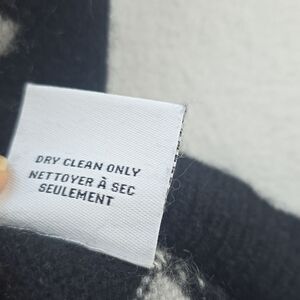 DRY CLEAN ONLY
NETTOYER À SEC
SEULEMENT